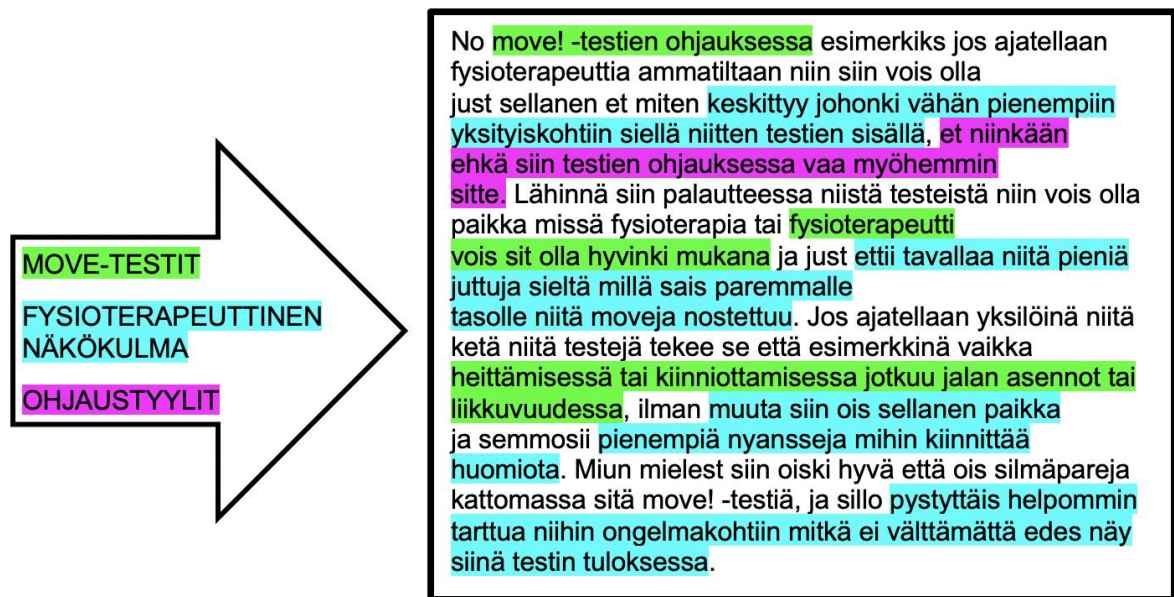 MOVE-TESTIT
FYSIOTERAPEUTTINEN
NÄKÖKULMA
OHJAUSTYYLIT
No move! -testien ohjauksessa esimerkiks jos ajatellaan
fysioterapeuttia ammatiltaan niin siin vois olla
just sellanen et miten keskittyy johonki vähän pienempiin
yksityiskohtiin siellä niitten testien sisällä, et niinkään
ehkä siin testien ohjauksessa vaa myöhemmin
sitte. Lähinnä siin palautteessa niistä testeistä niin vois olla
paikka missä fysioterapia tai fysioterapeutti
vois sit olla hyvinki mukana ja just ettii tavallaa niitä pieniä
juttuja sieltä millä sais paremmalle
tasolle niitä moveja nostettuu. Jos ajatellaan yksilöinä niitä
ketä niitä testejä tekee se että esimerkkinä vaikka
heittämisessä tai kiinniottamisessa jotkuu jalan asennot tai
liikkuvuudessa, ilman muuta siin ois sellanen paikka
ja semmosii pienempiä nyansseja mihin kiinnittää
huomiota. Miun mielest siin oiski hyvä että ois silmäpareja
kattomassa sitä move! -testiä, ja sillo pystyttäis helpommin
tarttua niihin ongelmakohtiin mitkä ei välttämättä edes näy
siinä testin tuloksessa.